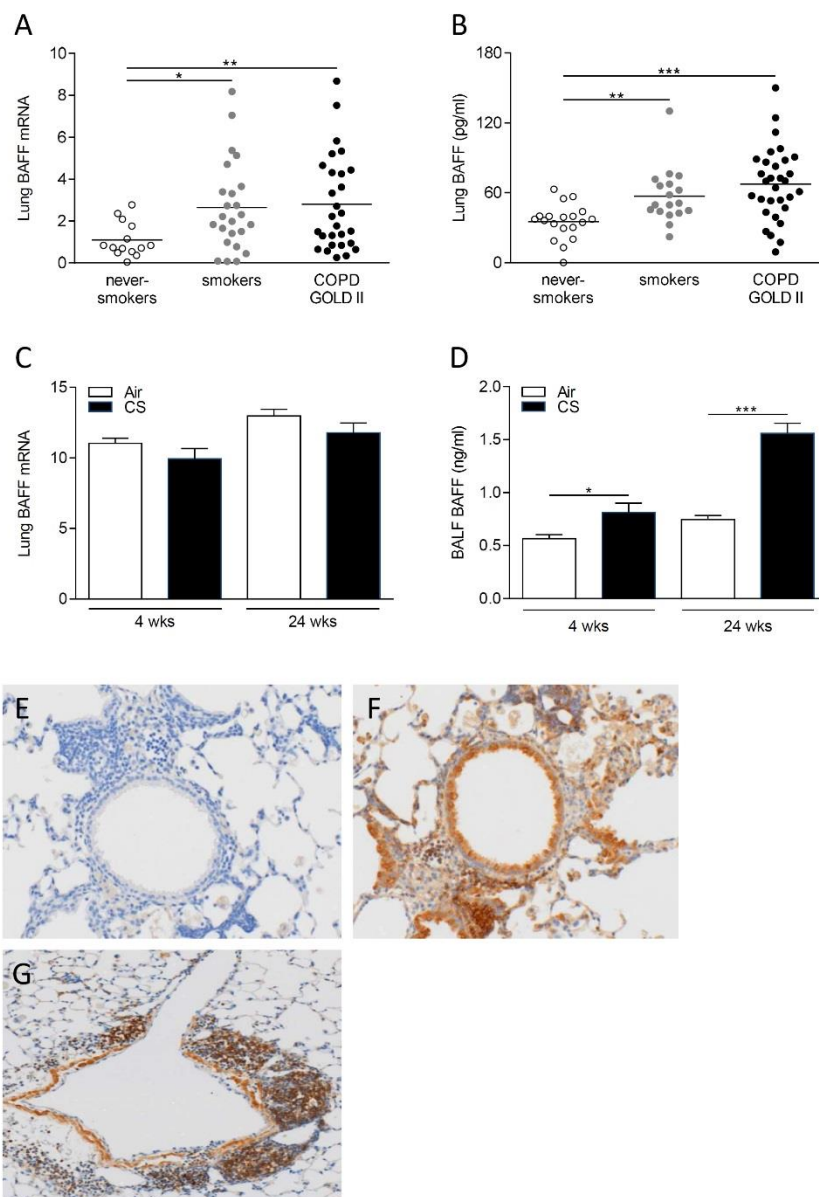 A
Lung BAFF mRNA
10
8
6
4
2
0
**
*
never-
smokers
smokers
COPD
GOLD II
B
Lung BAFF (pg/ml)
180
120
60
0
***
**
never-
smokers
smokers
COPD
GOLD II
C
Lung BAFF mRNA
15
10
5
0
Air
CS
4 wks
24 wks
D
BALF BAFF (ng/ml)
2.0
1.5
1.0
0.5
0.0
Air
CS
*
***
4 wks
24 wks
E
F
G